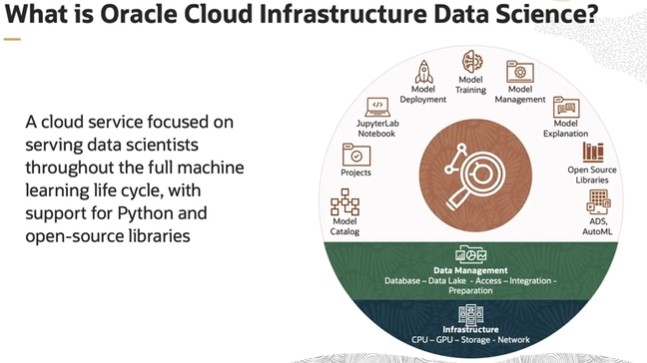 What is Oracle Cloud Infrastructure Data Science?
A cloud service focused on
serving data scientists
throughout the full machine
learning life cycle, with
support for Python and
open-source libraries
Model
Catalog
Projects
JupyterLab
Notebook
Model
Deployment
Model
Training
Model
Management
Model
Explanation
Open Source
Libraries
ADS,
AutoML
Data Management
Database – Data Lake - Access – Integration -
Preparation
Infrastructure
CPU – GPU – Storage - Network